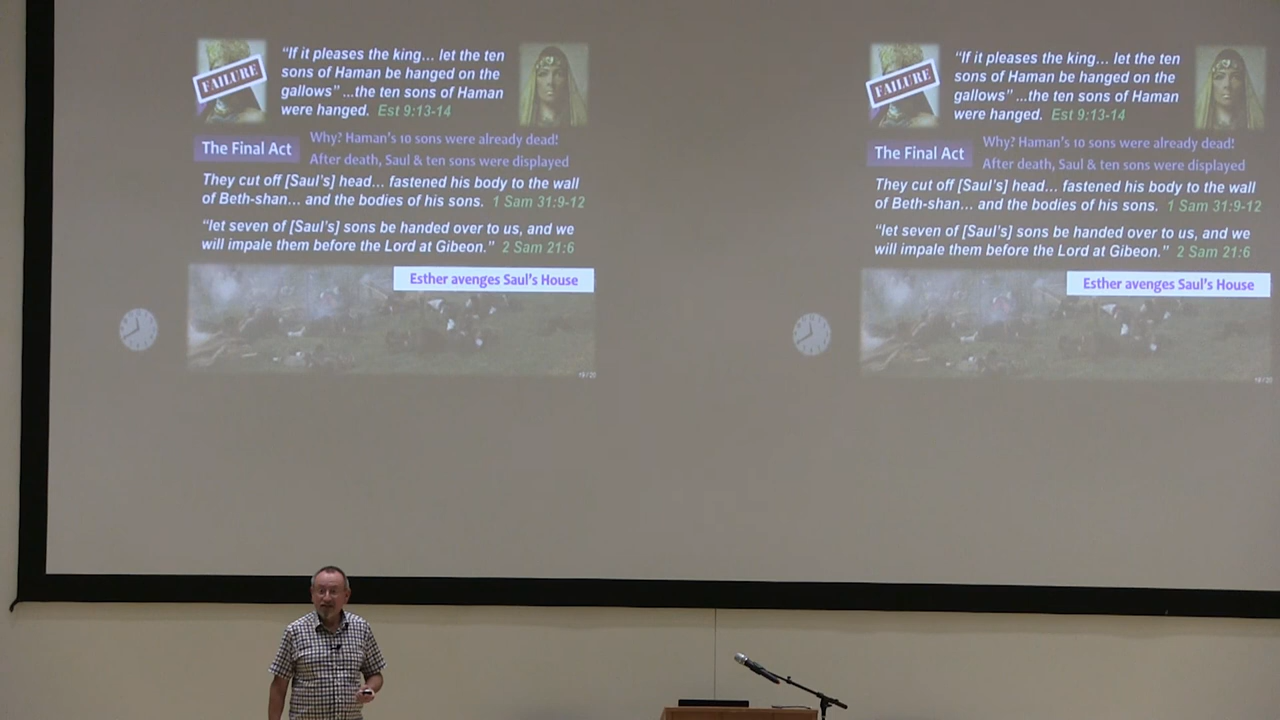 FAILURE
“If it pleases the king… let the ten
sons of Haman be hanged on the
gallows” ...the ten sons of Haman
were hanged. Est 9:13-14
The Final Act
Why? Haman's 10 sons were already dead!
After death, Saul & ten sons were displayed
They cut off [Saul's] head… fastened his body to the wall
of Beth-shan… and the bodies of his sons. 1 Sam 31:9-12
“let seven of [Saul's] sons be handed over to us, and we
will impale them before the Lord at Gibeon.” 2 Sam 21:6
Esther avenges Saul's House
FAILURE
“If it pleases the king… let the ten
sons of Haman be hanged on the
gallows” ...the ten sons of Haman
were hanged. Est 9:13-14
The Final Act
Why? Haman's 10 sons were already dead!
After death, Saul & ten sons were displayed
They cut off [Saul's] head… fastened his body to the wall
of Beth-shan… and the bodies of his sons. 1 Sam 31:9-12
“let seven of [Saul's] sons be handed over to us, and we
will impale them before the Lord at Gibeon.” 2 Sam 21:6
Esther avenges Saul's House